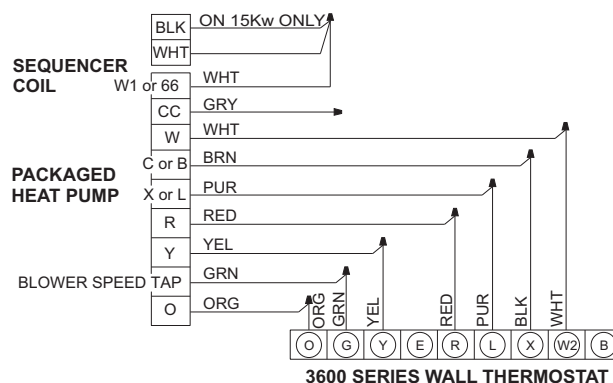 BLK ON 15Kw ONLY
WHT
SEQUENCER
COIL
W1 or 66 WHT
CC GRY
W WHT
PACKAGED
HEAT PUMP
C or B BRN
X or L PUR
R RED
Y YEL
BLOWER SPEED TAP GRN
O ORG
ORG GRN YEL RED PUR BLK WHT
O G Y E R L X W2 B
3600 SERIES WALL THERMOSTAT